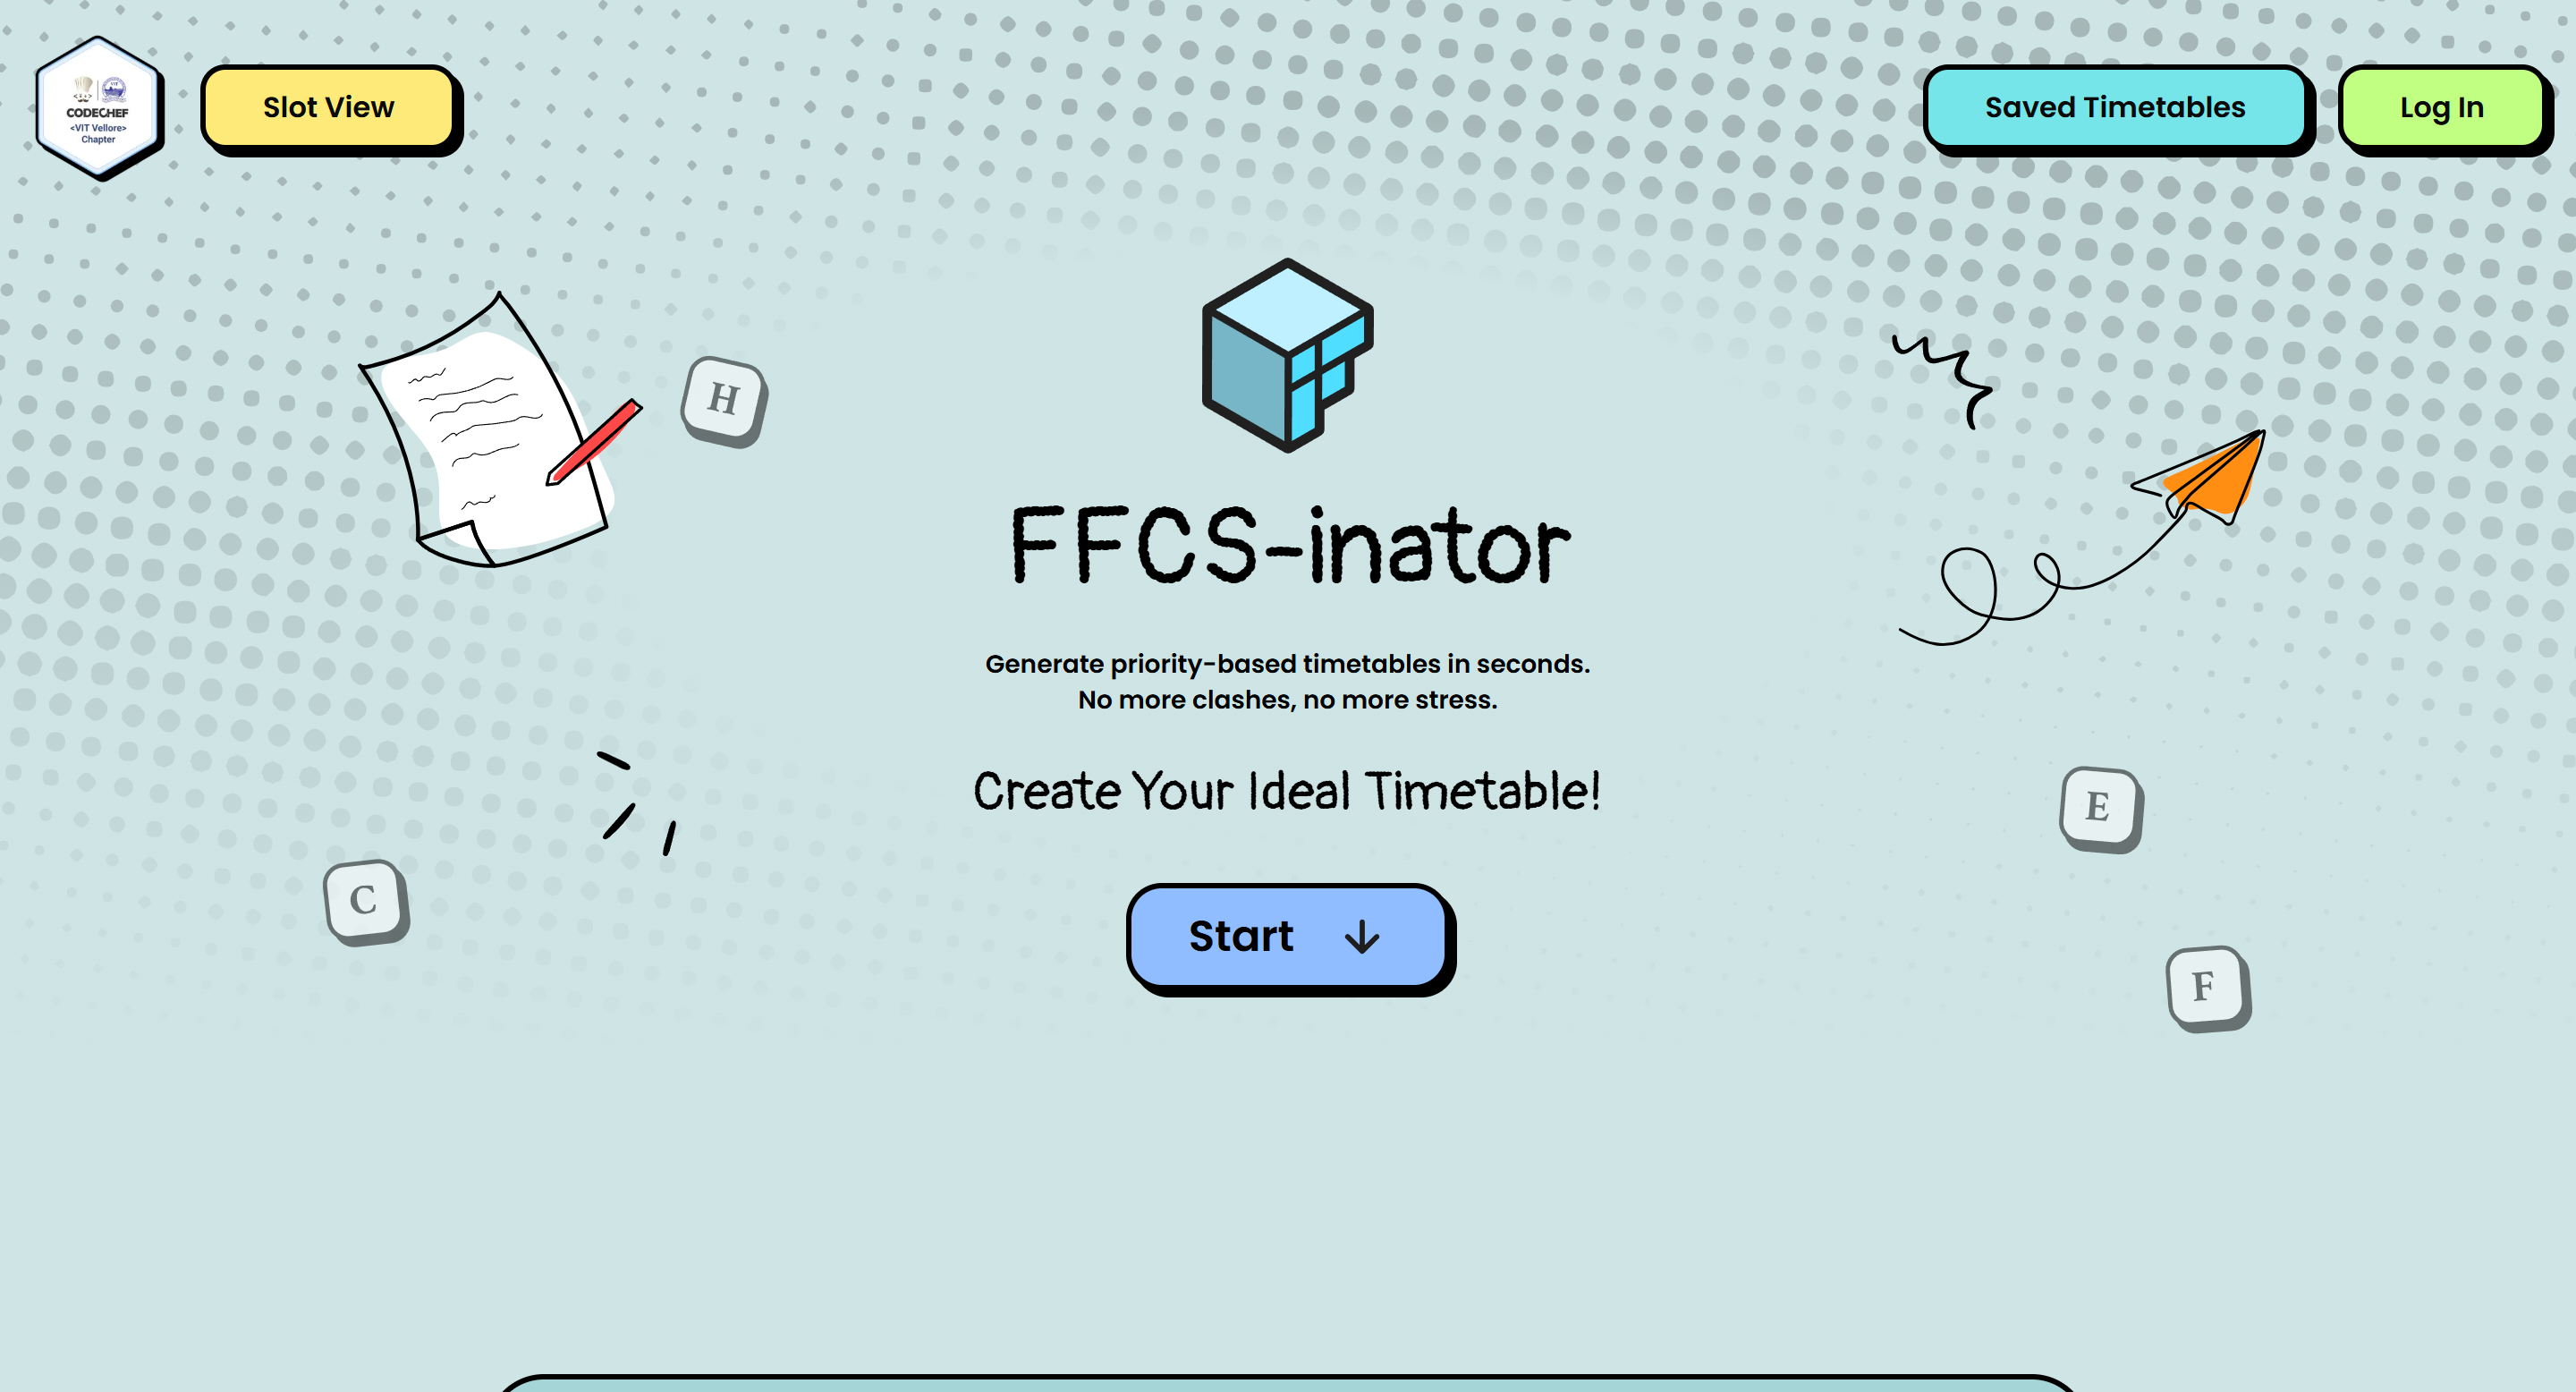 CODECHEF
<VIT Vellore>
Chapter
Slot View
Saved Timetables
Log In
H
FFCS-inator
Generate priority-based timetables in seconds.
No more clashes, no more stress.
Create Your Ideal Timetable!
E
C
Start
F